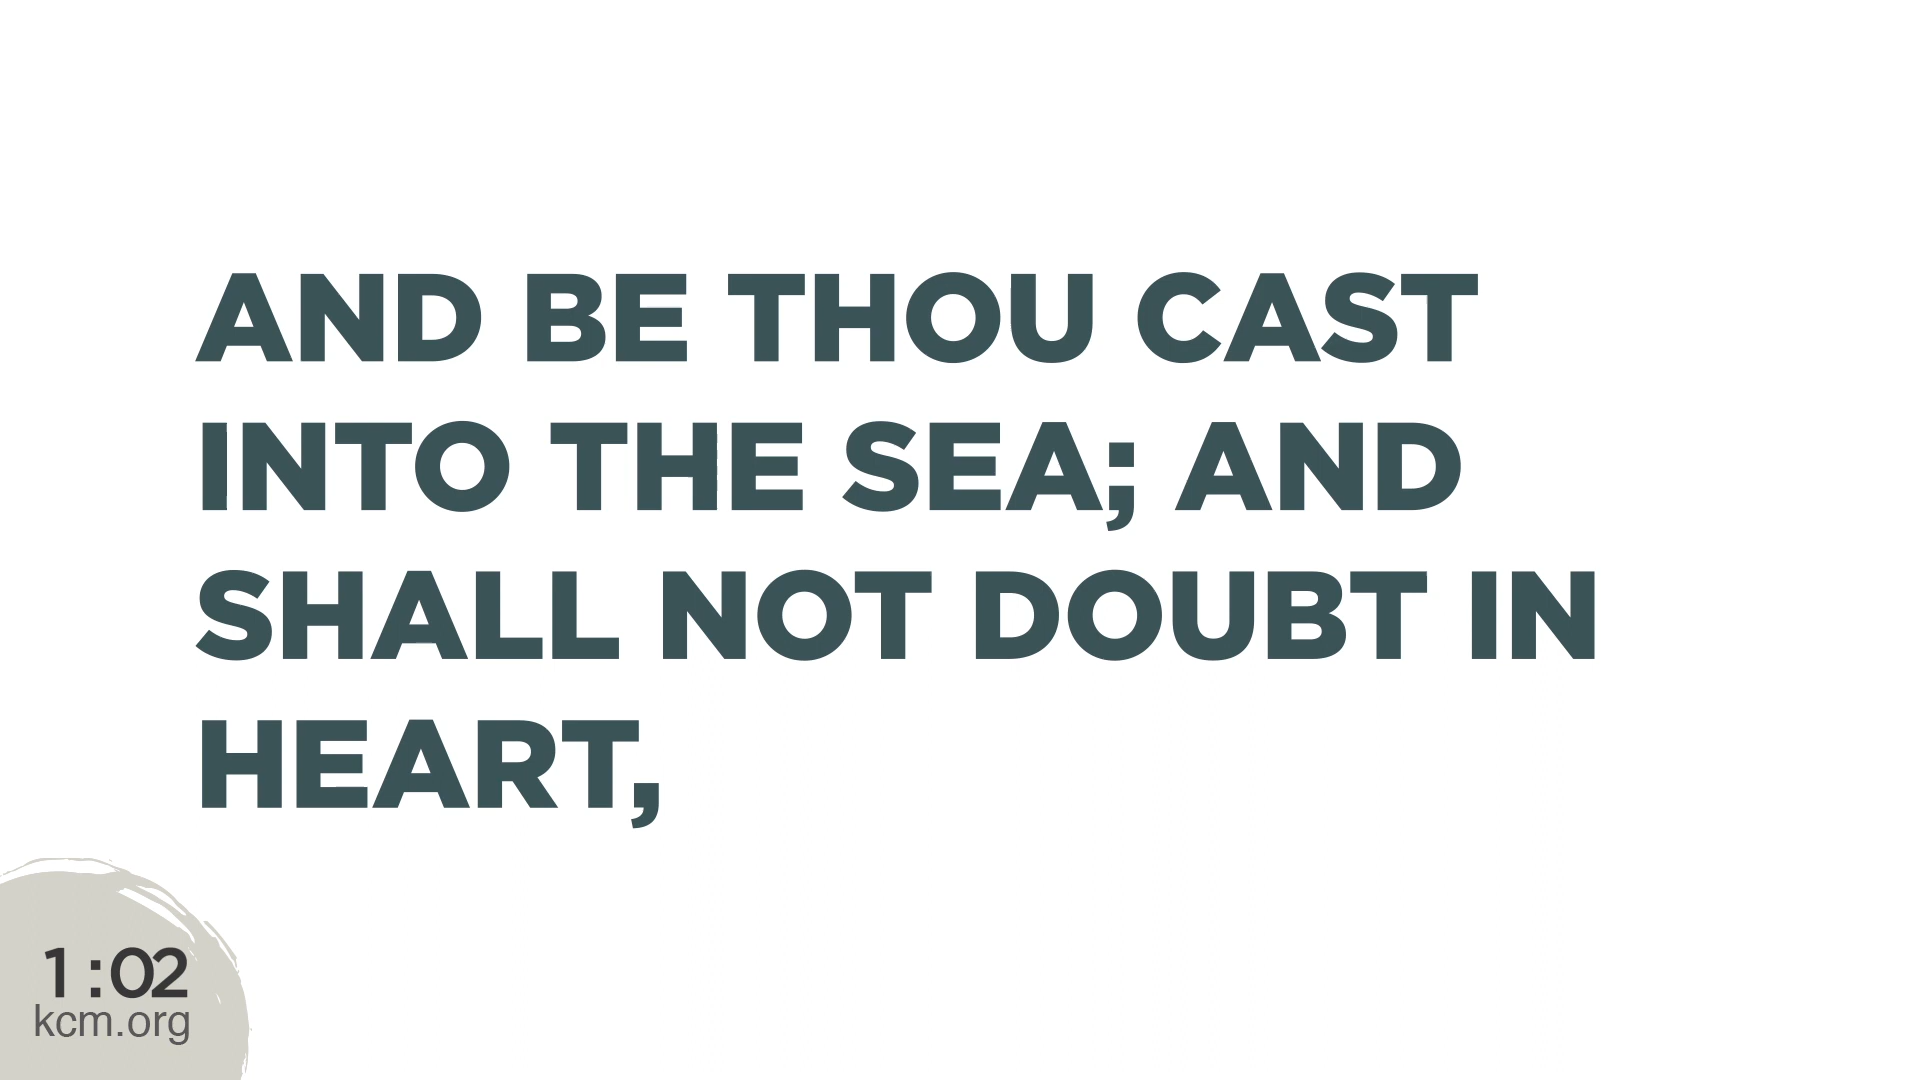 AND BE THOU CAST
INTO THE SEA; AND
SHALL NOT DOUBT IN
HEART,
1:02
kcm.org